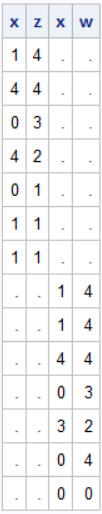 x z x w
1 4 . .
4 4 . .
0 3 . .
4 2 . .
0 1 . .
1 1 . .
1 1 . .
. . 1 4
. . 1 4
. . 4 4
. . 0 3
. . 3 2
. . 0 4
. . 0 0